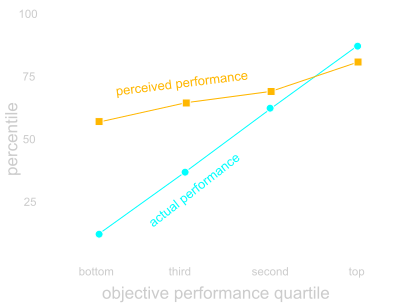 100
perceived performance
75
percentile
50
actual performance
25
bottom third second top
objective performance quartile